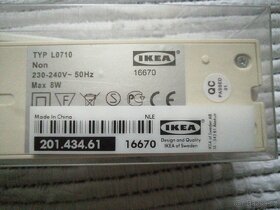 TYP L0710
Non
230-240V~ 50Hz
Max 8W
IKEA
16670
QC
PASSED
Made in China
NLE
201.434.61
16670
IKEA
Design and Quality
IKEA of Sweden